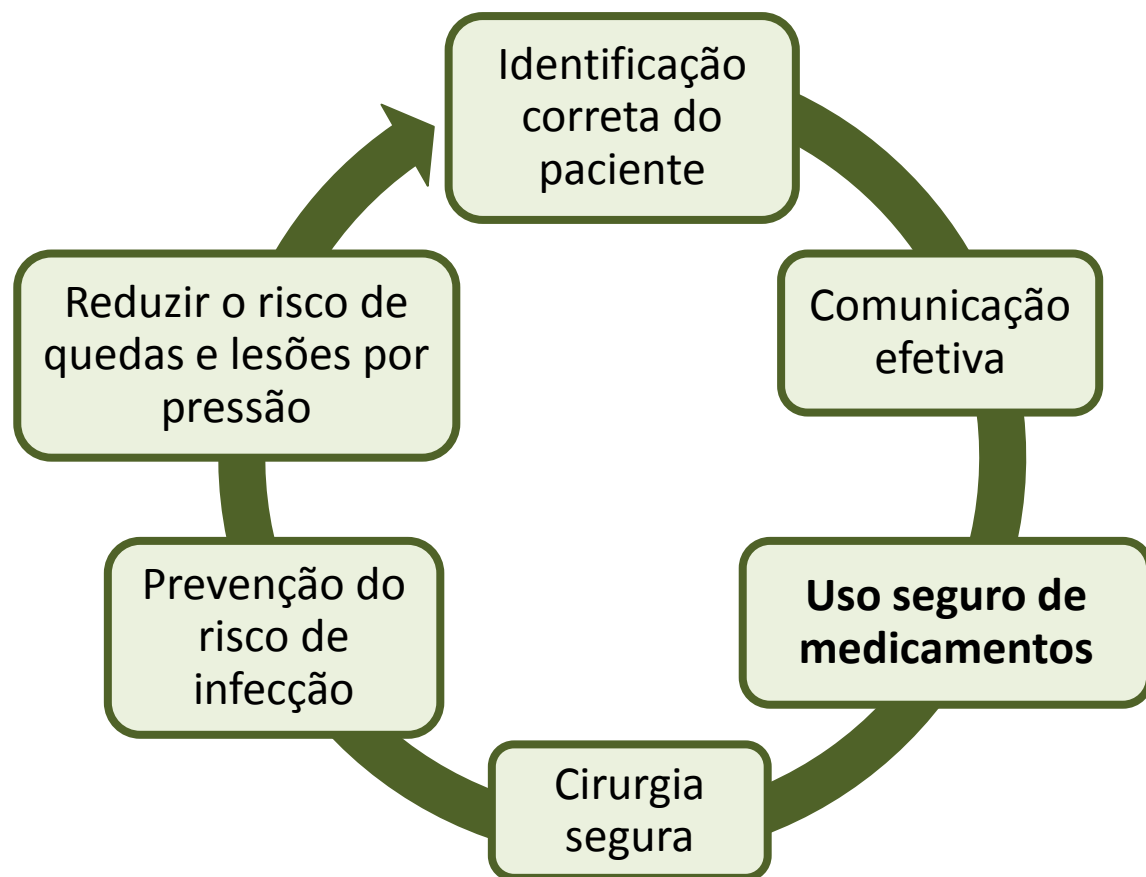 Identificação
correta do
paciente
Comunicação
efetiva
Uso seguro de
medicamentos
Cirurgia
segura
Prevenção do
risco de
infecção
Reduzir o risco de
quedas e lesões por
pressão